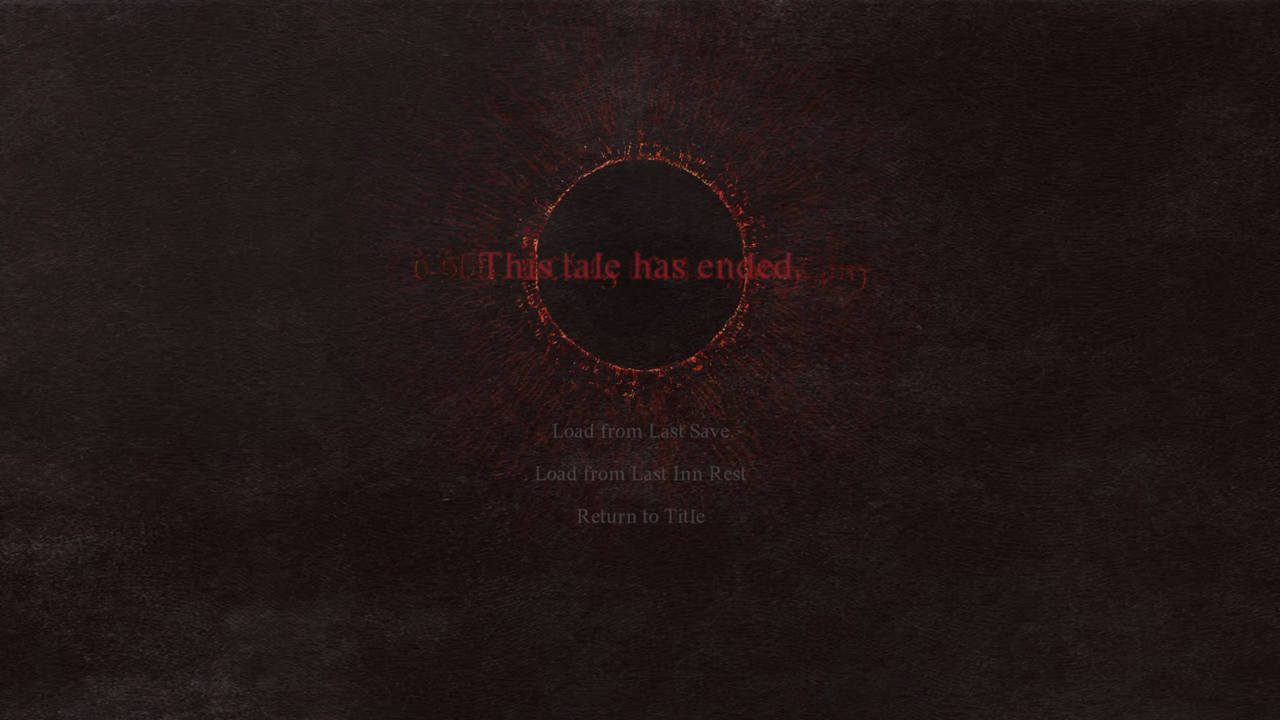 This tale has ended.
Load from Last Save
Load from Last Inn Rest
Return to Title